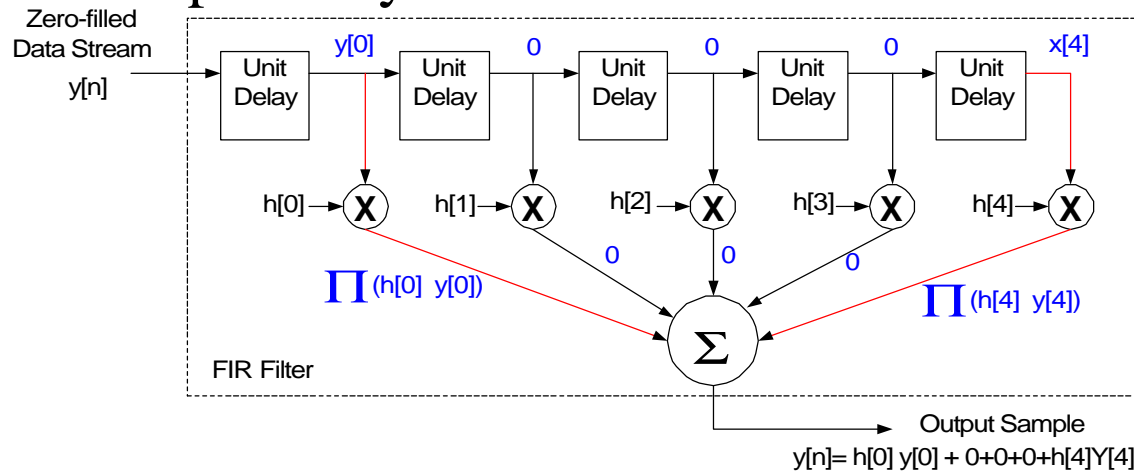 Zero-filled
Data Stream
y[n]
y[0]
0
0
0
x[4]
Unit
Delay
Unit
Delay
Unit
Delay
Unit
Delay
Unit
Delay
h[0]
X
h[1]
X
h[2]
X
h[3]
X
h[4]
X
0
0
0
∏(h[0] y[0])
∏(h[4] y[4])
Σ
FIR Filter
Output Sample
y[n]= h[0] y[0] + 0+0+0+h[4]Y[4]